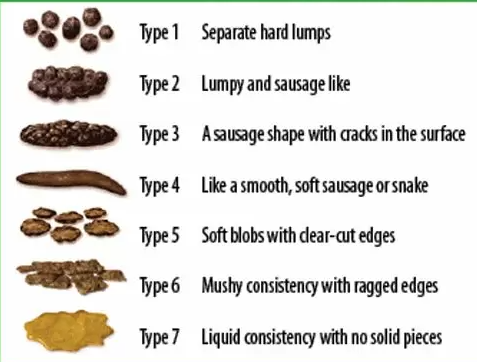 Type 1 Separate hard lumps
Type 2 Lumpy and sausage like
Type 3 A sausage shape with cracks in the surface
Type 4 Like a smooth, soft sausage or snake
Type 5 Soft blobs with clear-cut edges
Type 6 Mushy consistency with ragged edges
Type 7 Liquid consistency with no solid pieces